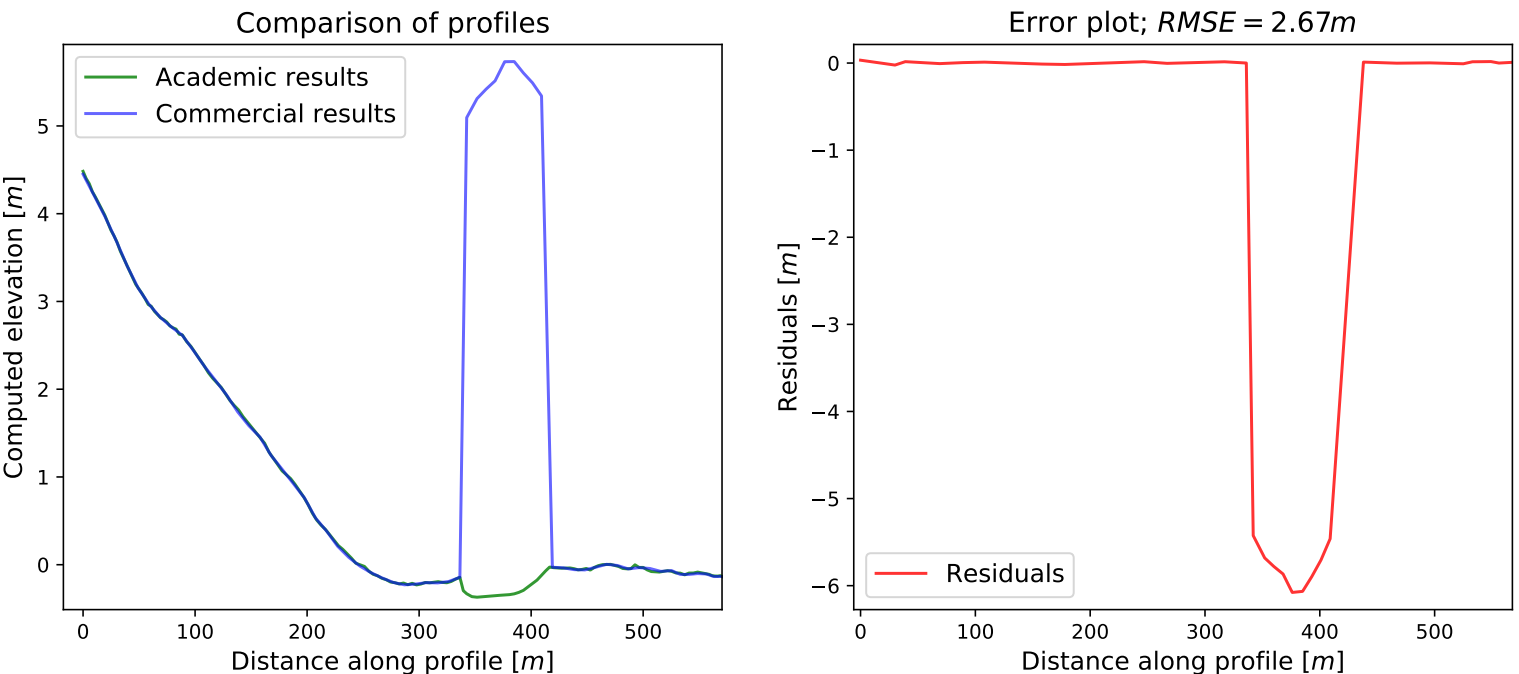 Comparison of profiles
Academic results
Commercial results
Computed elevation [m]
5
4
3
2
1
0
0 100 200 300 400 500
Distance along profile [m]
Error plot; RMSE = 2.67m
Residuals [m]
0
−1
−2
−3
−4
−5
−6
Residuals
0 100 200 300 400 500
Distance along profile [m]